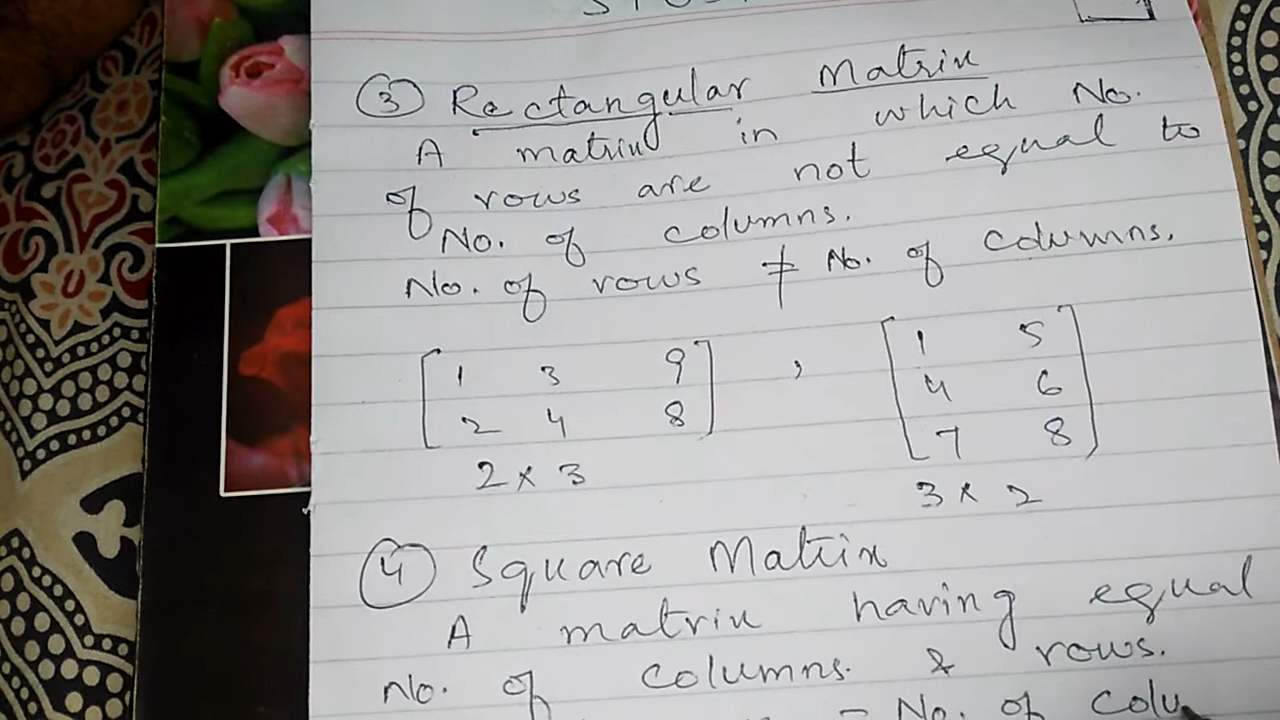 ③ Rectangular Matrix
A matrix in which No.
of rows are not equal to
No. of columns.
No. of rows ≠ No. of columns.
[1 3 9] , [1 5]
[2 4 8] [4 6]
[7 8]
2 × 3
3 × 2
④ Square Matrix
A matrix having equal
No. of columns. & rows.
= No. of Colu